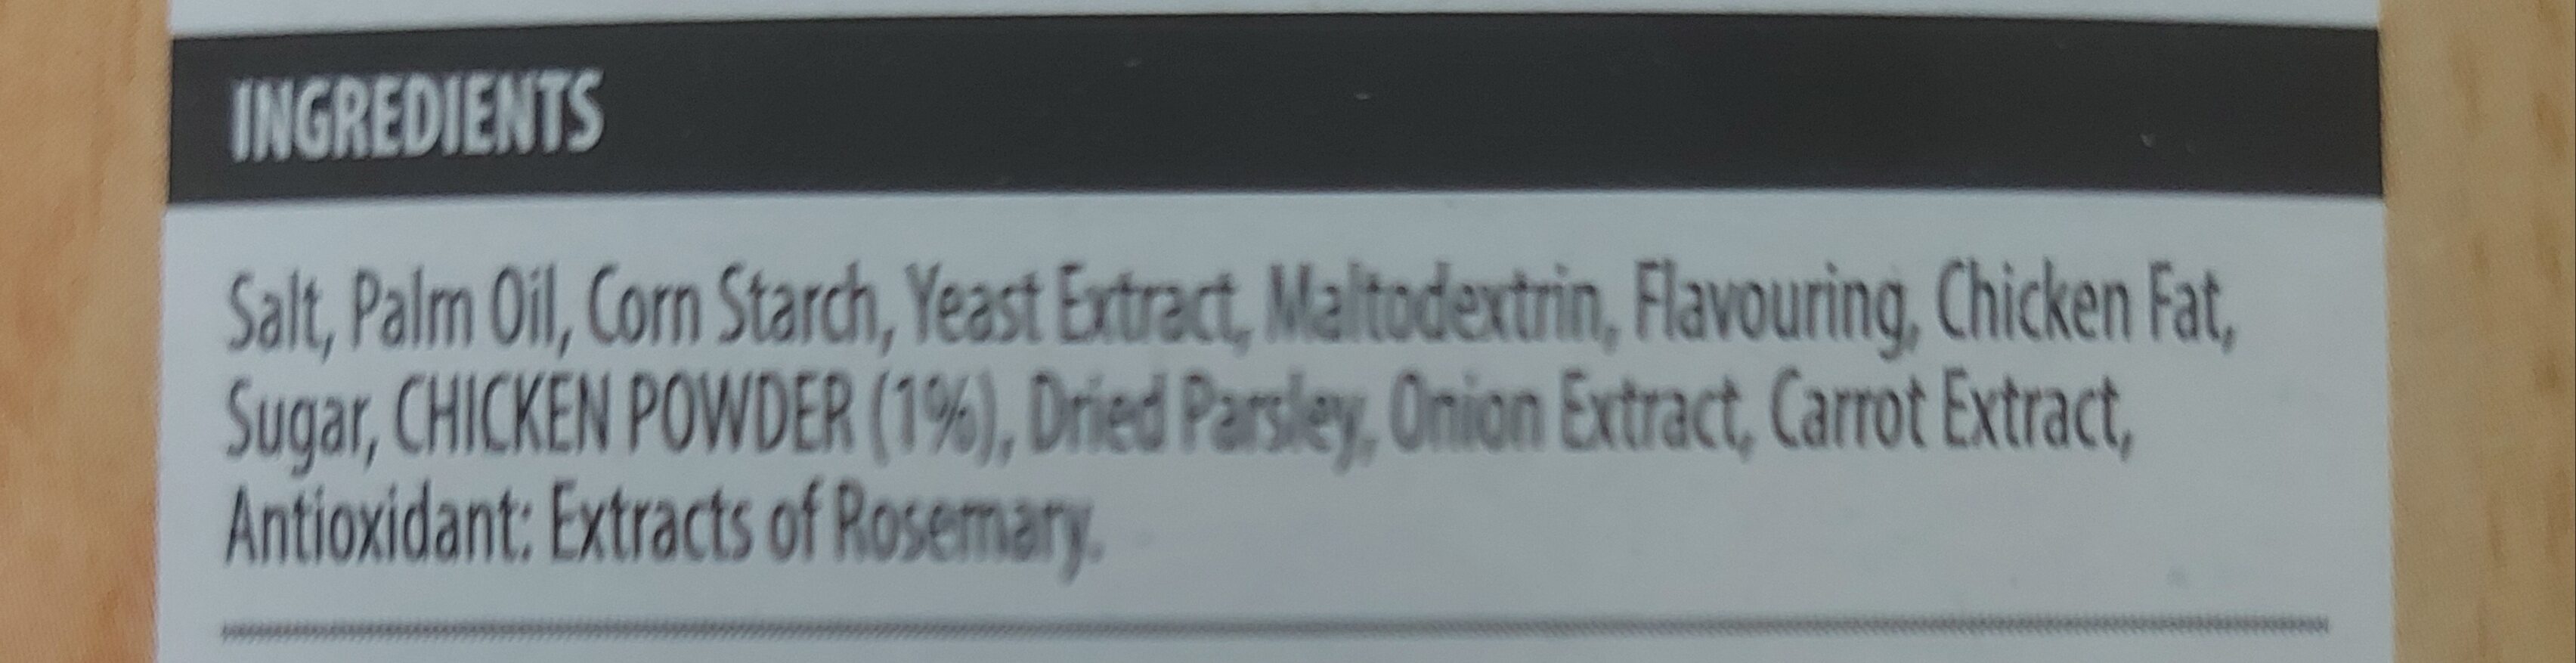 INGREDIENTS
Salt, Palm Oil, Corn Starch, Yeast Extract, Maltodextrin, Flavouring, Chicken Fat,
Sugar, CHICKEN POWDER (1%), Dried Parsley, Onion Extract, Carrot Extract,
Antioxidant: Extracts of Rosemary.